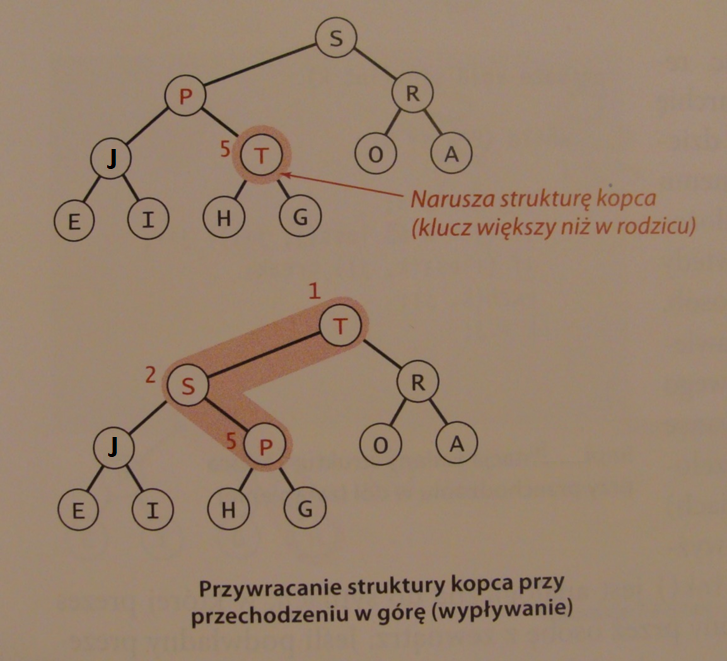 S
P R
J 5 T O A
E I H G
Narusza strukturę kopca
(klucz większy niż w rodzicu)
1
T
2 S R
J 5 P O A
E I H G
Przywracanie struktury kopca przy
przechodzeniu w górę (wypływanie)